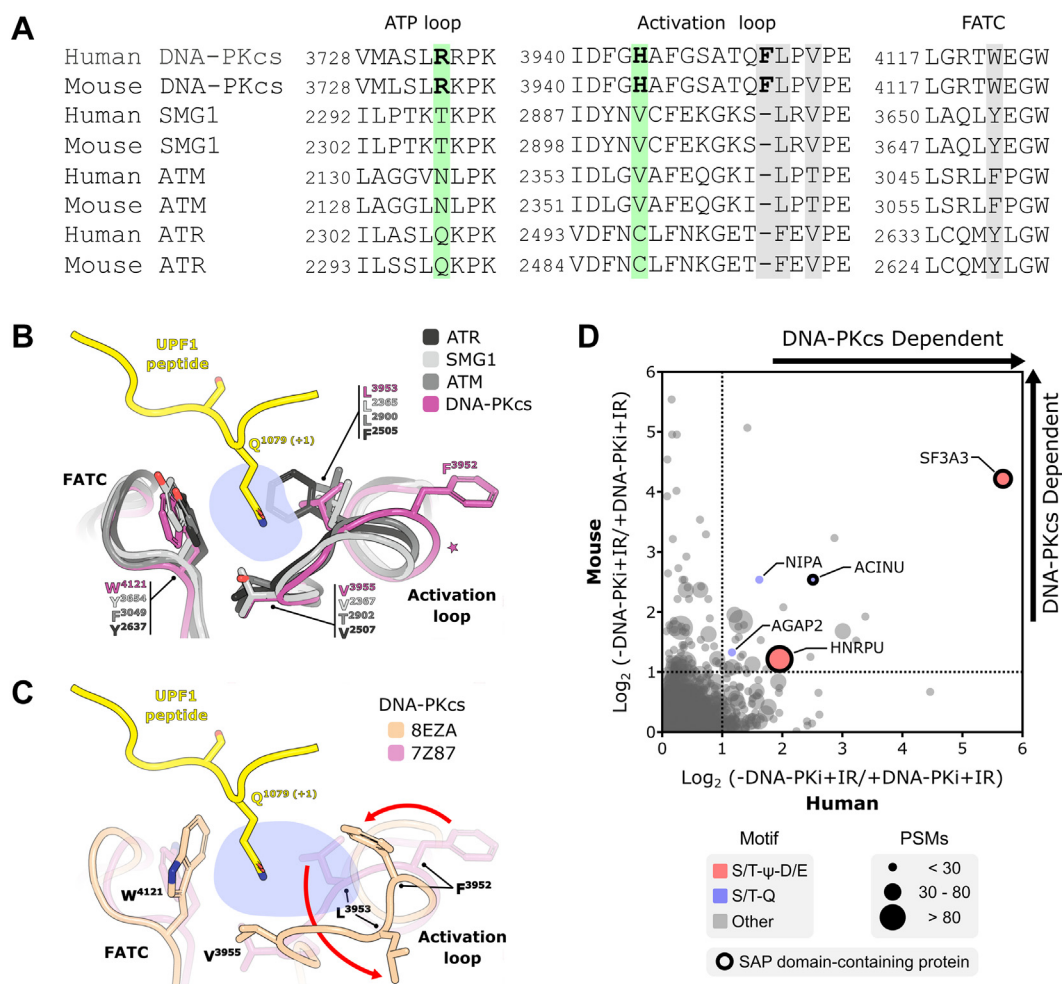 A
ATP loop
Activation loop
FATC
Human DNA-PKcs 3728 VMASLRRPK 3940 IDFGHAFGSATQFLPVPE 4117 LGRTWEGW
Mouse DNA-PKcs 3728 VMLSLRKPK 3940 IDFGHAFGSATQFLPVPE 4117 LGRTWEGW
Human SMG1 2292 ILPTKTKPK 2887 IDYNVCFEKGKS-LRVPE 3650 LAQLYEGW
Mouse SMG1 2302 ILPTKTKPK 2898 IDYNVCFEKGKS-LRVPE 3647 LAQLYEGW
Human ATM 2130 LAGGVNLPK 2353 IDLGVAFEQGKI-LPTPE 3045 LSRLFPGW
Mouse ATM 2128 LAGGLNLPK 2351 IDLGVAFEQGKI-LPTPE 3055 LSRLFPGW
Human ATR 2302 ILASLQKPK 2493 VDFNCLFNKGET-FEVPE 2633 LCQMYLGW
Mouse ATR 2293 ILSSLQKPK 2484 VDFNCLFNKGET-FEVPE 2624 LCQMYLGW
B
UPF1
peptide
ATR
SMG1
ATM
DNA-PKcs
L3953
L2365
L2900
F2505
Q1079 (+1)
FATC
F3952
W4121
Y3654
F3049
Y2637
V3955
V2367
T2902
V2507
Activation
loop
C
UPF1
peptide
DNA-PKcs
8EZA
7Z87
Q1079 (+1)
W4121
F3952
L3953
V3955
FATC
Activation
loop
D
DNA-PKcs Dependent
DNA-PKcs Dependent
Mouse
Log2 (-DNA-PKi+IR/+DNA-PKi+IR)
6
5
4
3
2
1
0
SF3A3
NIPA
ACINU
AGAP2
HNRPU
0 1 2 3 4 5 6
Log2 (-DNA-PKi+IR/+DNA-PKi+IR)
Human
Motif
S/T-ψ-D/E
S/T-Q
Other
PSMs
< 30
30 - 80
> 80
SAP domain-containing protein